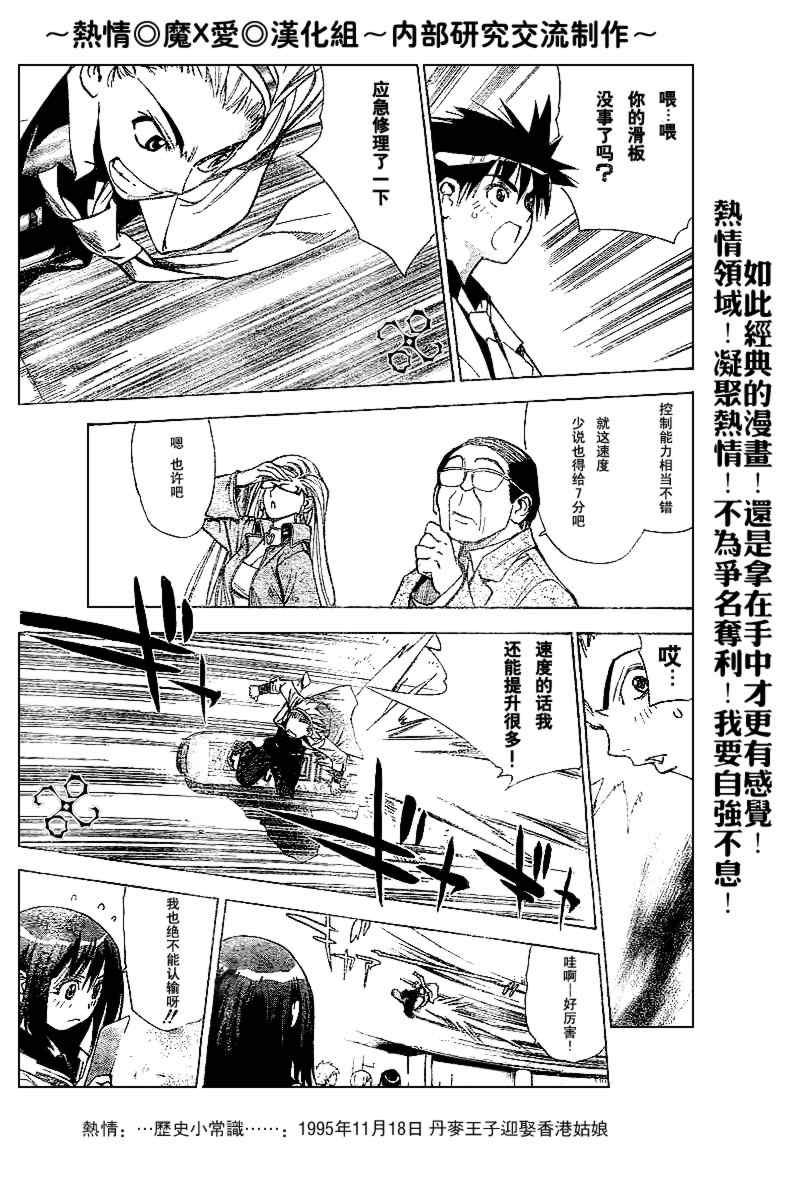 ～熱情◎魔X愛◎漢化組～内部研究交流制作～
喂…喂
你的滑板
没事了吗？
应急修理了一下
控制能力相当不错
就这速度
少说也得给7分吧
嗯 也许吧
哎…
速度的话我
还能提升很多！
哇啊—好厉害！
我也绝不能认输呀!!
如此經典的漫畫！還是拿在手中才更有感覺！
熱情領域！凝聚熱情！不為爭名奪利！我要自強不息！
熱情：…歷史小常識……：1995年11月18日 丹麥王子迎娶香港姑娘